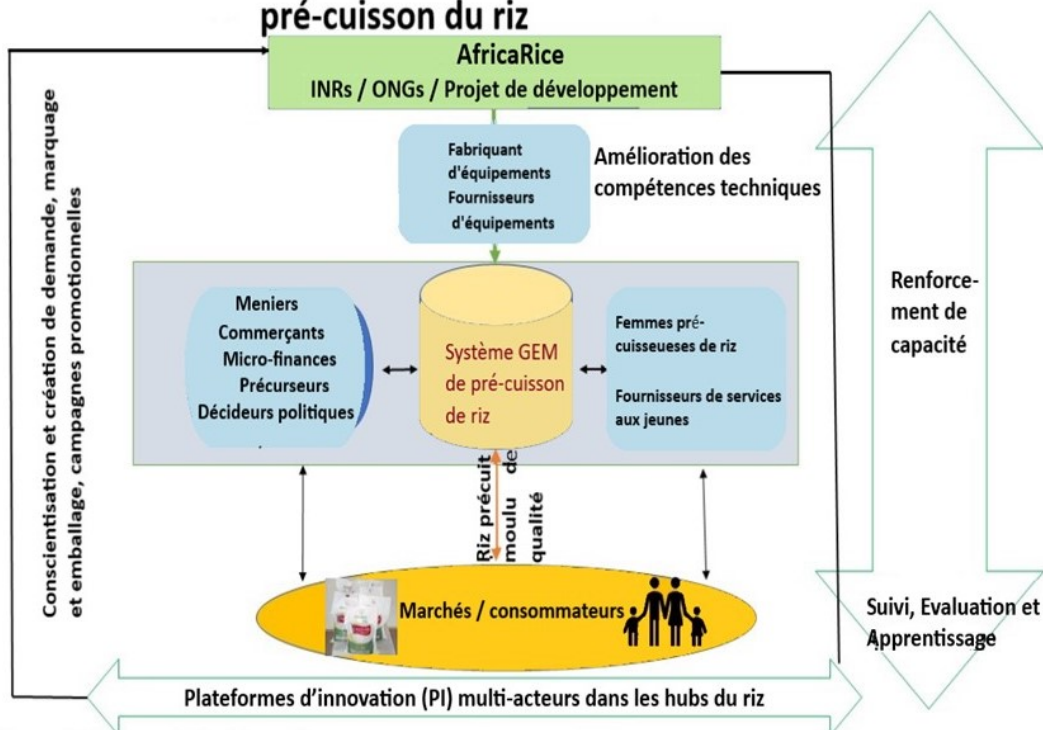 pré-cuisson du riz
AfricaRice
INRs / ONGs / Projet de développement
Fabriquant
d'équipements
Fournisseurs
d'équipements
Amélioration des
compétences techniques
Conscientisation et création de demande, marquage
et emballage, campagnes promotionnelles
Meniers
Commerçants
Micro-finances
Précurseurs
Décideurs politiques
Système GEM
de pré-cuisson
de riz
Femmes pré-
cuisseueses de riz
Fournisseurs de services
aux jeunes
Renforce-
ment de
capacité
Riz précuit
moulu de
qualité
Marchés / consommateurs
Suivi, Evaluation et
Apprentissage
Plateformes d'innovation (PI) multi-acteurs dans les hubs du riz